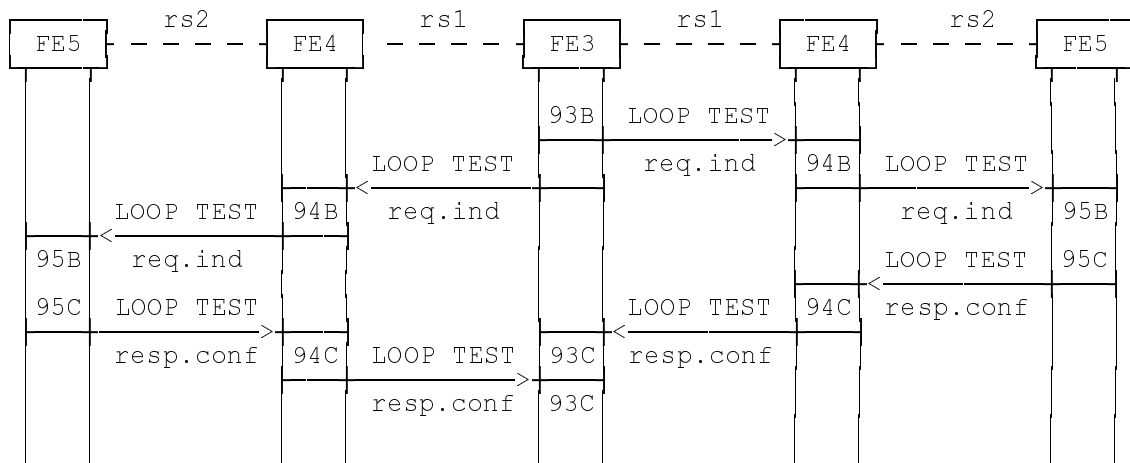 rs2 rs1 rs1 rs2
FE5 FE4 FE3 FE4 FE5
93B LOOP TEST
LOOP TEST req.ind 94B LOOP TEST
LOOP TEST 94B req.ind req.ind 95B
95B req.ind LOOP TEST 95C
95C LOOP TEST LOOP TEST 94C resp.conf
resp.conf 94C LOOP TEST 93C resp.conf
resp.conf 93C